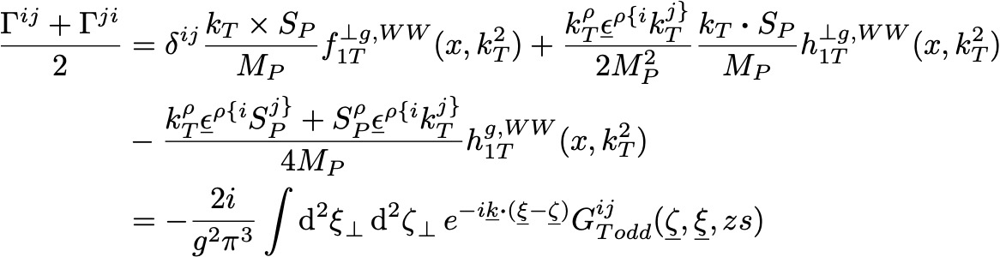 \frac{\Gamma^{ij} + \Gamma^{ji}}{2} = \delta^{ij} \frac{k_T \times S_P}{M_P} f_{1T}^{\perp g,WW}(x, k_T^2) + \frac{k_T^\rho \underline{\epsilon}^{\rho\{i} k_T^{j\}}}{2M_P^2} \frac{k_T \cdot S_P}{M_P} h_{1T}^{\perp g,WW}(x, k_T^2)
- \frac{k_T^\rho \underline{\epsilon}^{\rho\{i} S_P^{j\}} + S_P^\rho \underline{\epsilon}^{\rho\{i} k_T^{j\}}}{4M_P} h_{1T}^{g,WW}(x, k_T^2)
= -\frac{2i}{g^2\pi^3} \int \mathrm{d}^2\xi_\perp \, \mathrm{d}^2\zeta_\perp \, e^{-i\underline{k}\cdot(\underline{\xi}-\underline{\zeta})} G_{Todd}^{ij}(\underline{\zeta}, \underline{\xi}, zs)